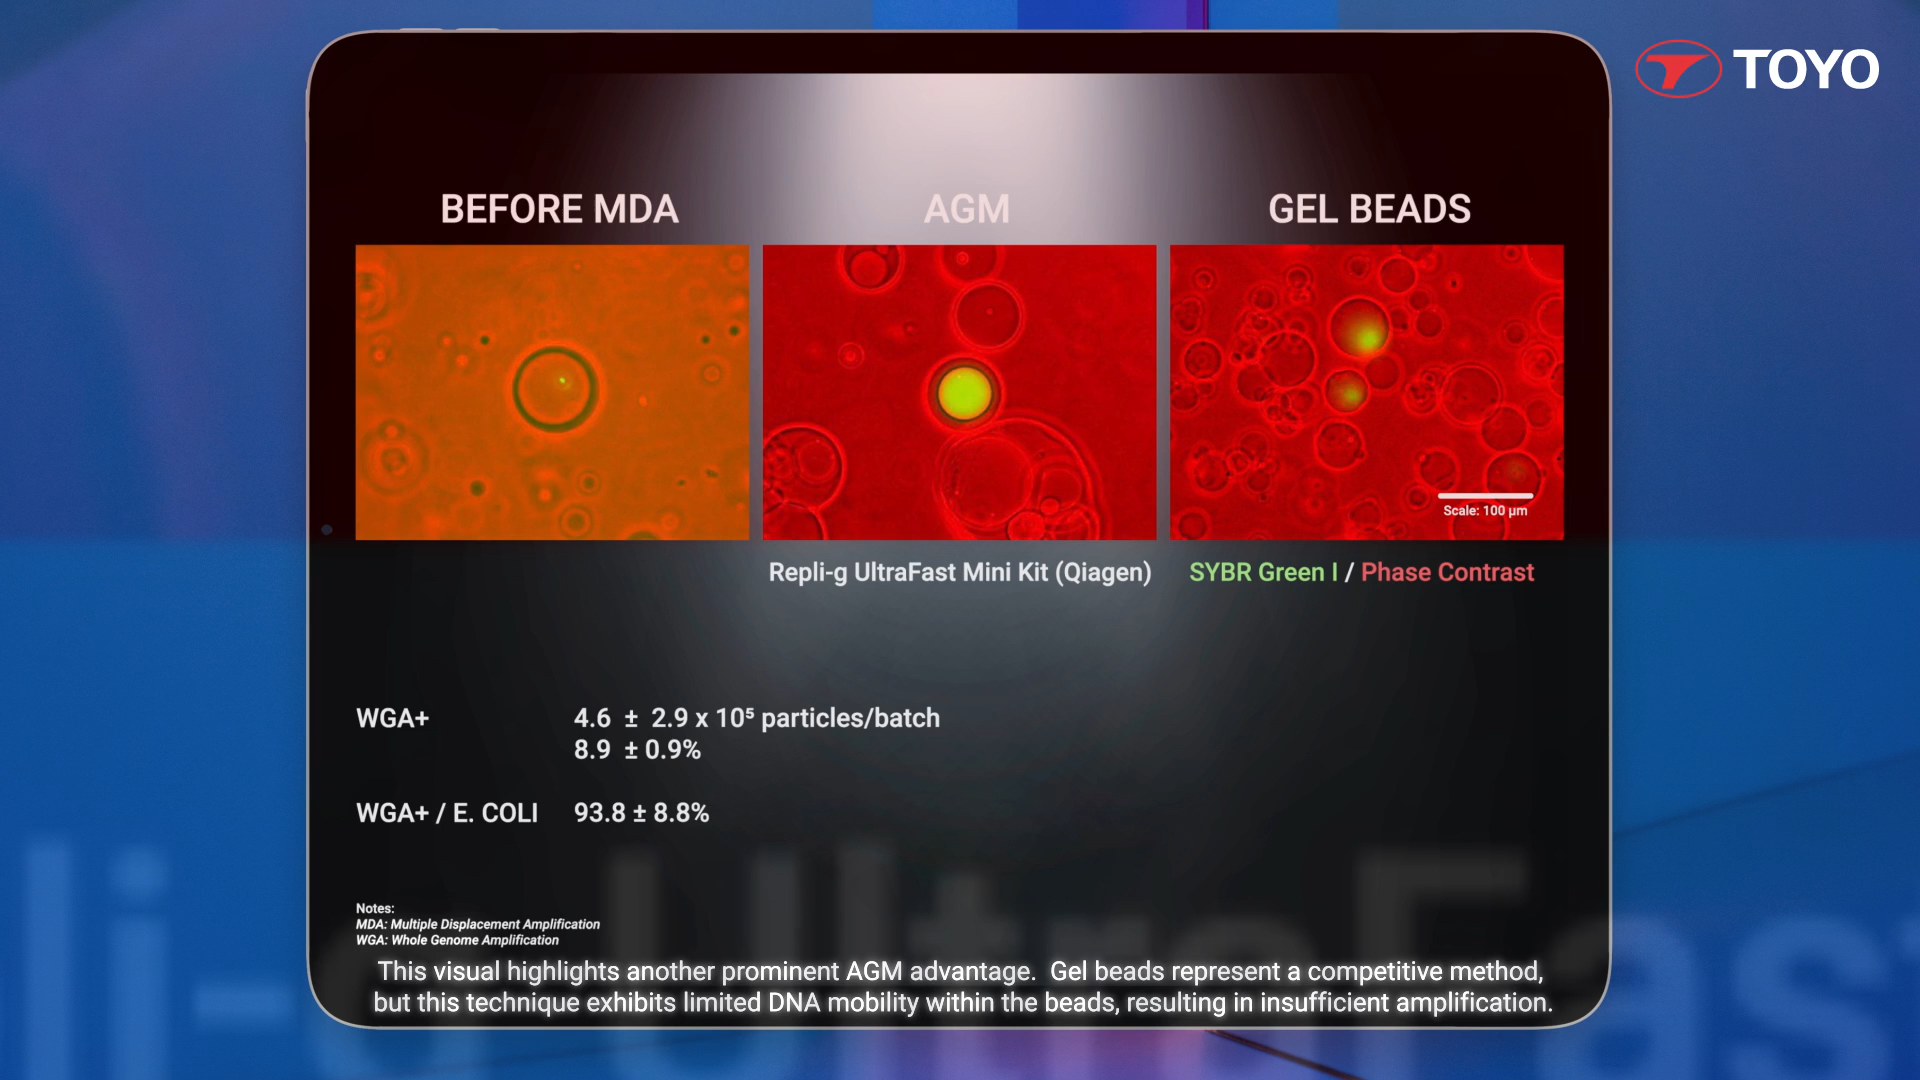 TOYO
BEFORE MDA
AGM
GEL BEADS
Scale: 100 µm
Repli-g UltraFast Mini Kit (Qiagen)
SYBR Green I / Phase Contrast
WGA+ 4.6 ± 2.9 x 10⁵ particles/batch
8.9 ± 0.9%
WGA+ / E. COLI 93.8 ± 8.8%
Notes:
MDA: Multiple Displacement Amplification
WGA: Whole Genome Amplification
This visual highlights another prominent AGM advantage. Gel beads represent a competitive method,
but this technique exhibits limited DNA mobility within the beads, resulting in insufficient amplification.
li-g UltraFast